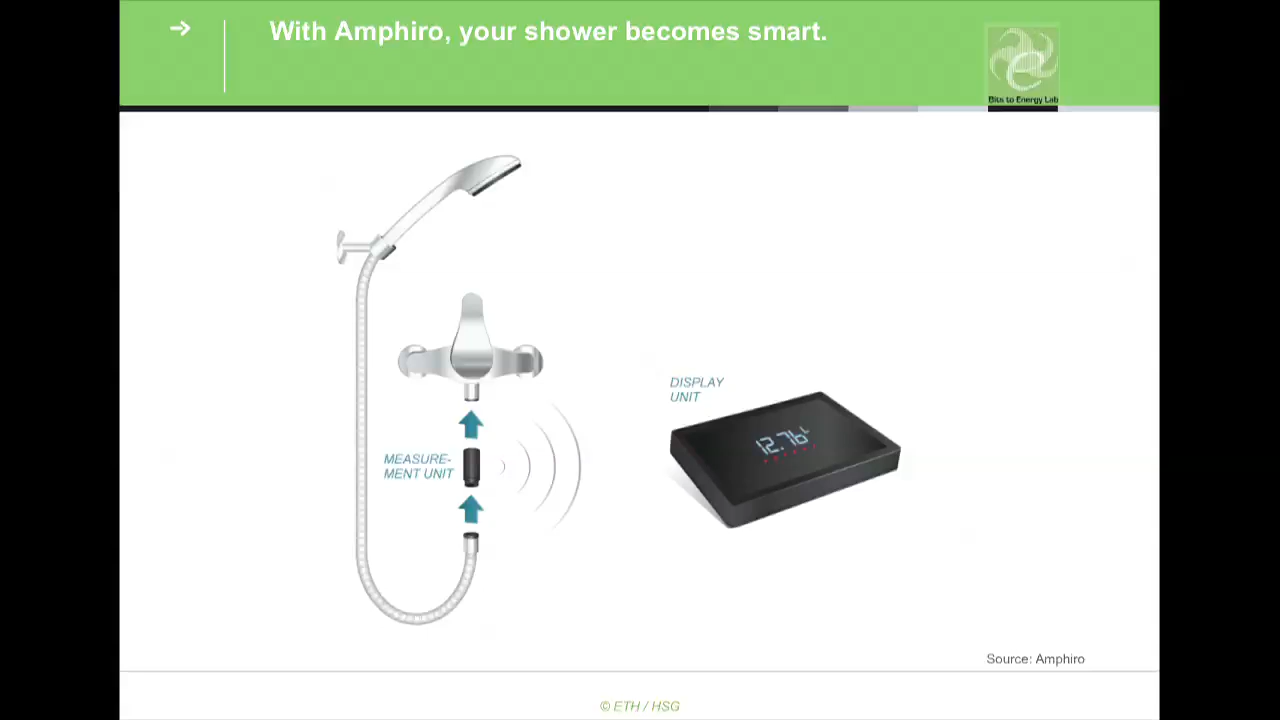 With Amphiro, your shower becomes smart.
Bits to Energy Lab
DISPLAY
UNIT
12.76 L
MEASURE-
MENT UNIT
Source: Amphiro
© ETH / HSG